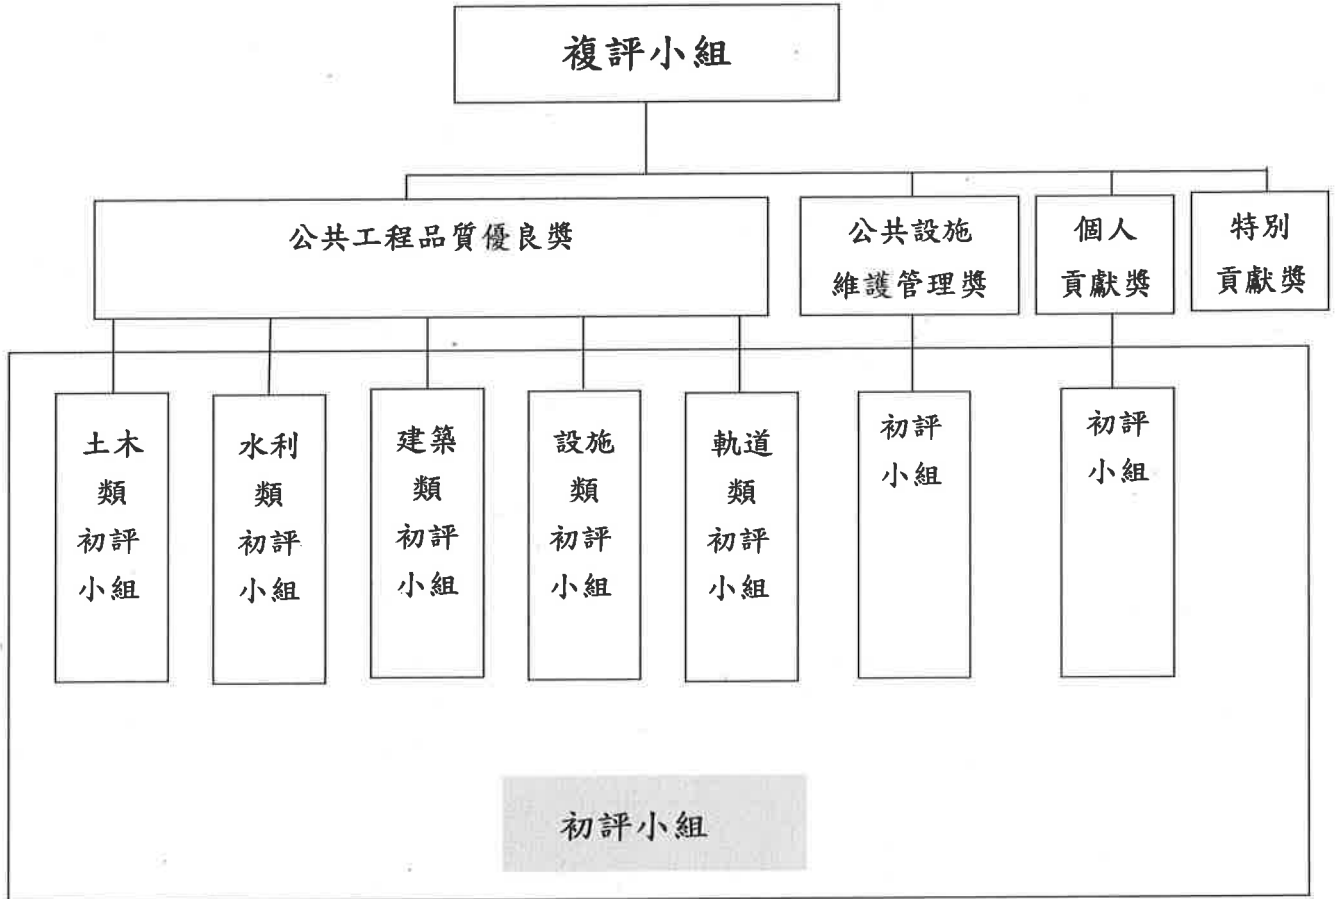 複評小組
公共工程品質優良獎
公共設施
維護管理獎
個人
貢獻獎
特別
貢獻獎
土木
類
初評
小組
水利
類
初評
小組
建築
類
初評
小組
設施
類
初評
小組
軌道
類
初評
小組
初評
小組
初評
小組
初評小組